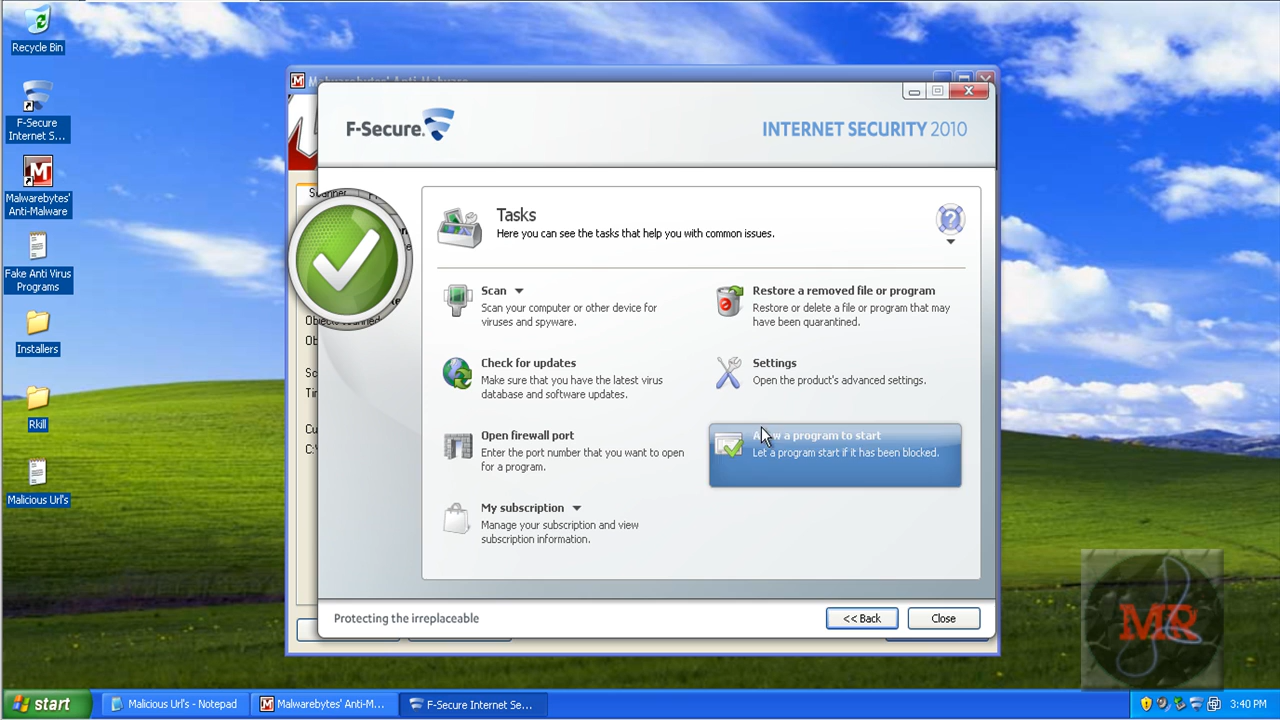 Recycle Bin
F-Secure
Internet S...
Malwarebytes'
Anti-Malware
Fake Anti Virus
Programs
Installers
Rkill
Malicious Url's
Malwarebytes' Anti-Malware
Scanner
F-Secure.
INTERNET SECURITY 2010
Tasks
Here you can see the tasks that help you with common issues.
Scan
Scan your computer or other device for
viruses and spyware.
Check for updates
Make sure that you have the latest virus
database and software updates.
Open firewall port
Enter the port number that you want to open
for a program.
My subscription
Manage your subscription and view
subscription information.
Restore a removed file or program
Restore or delete a file or program that may
have been quarantined.
Settings
Open the product's advanced settings.
a program to start
Let a program start if it has been blocked.
Protecting the irreplaceable
<< Back
Close
MR
start
Malicious Url's - Notepad
Malwarebytes' Anti-M...
F-Secure Internet Se...
3:40 PM